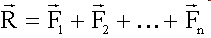 R⃗ = F⃗₁ + F⃗₂ + … + F⃗ₙ